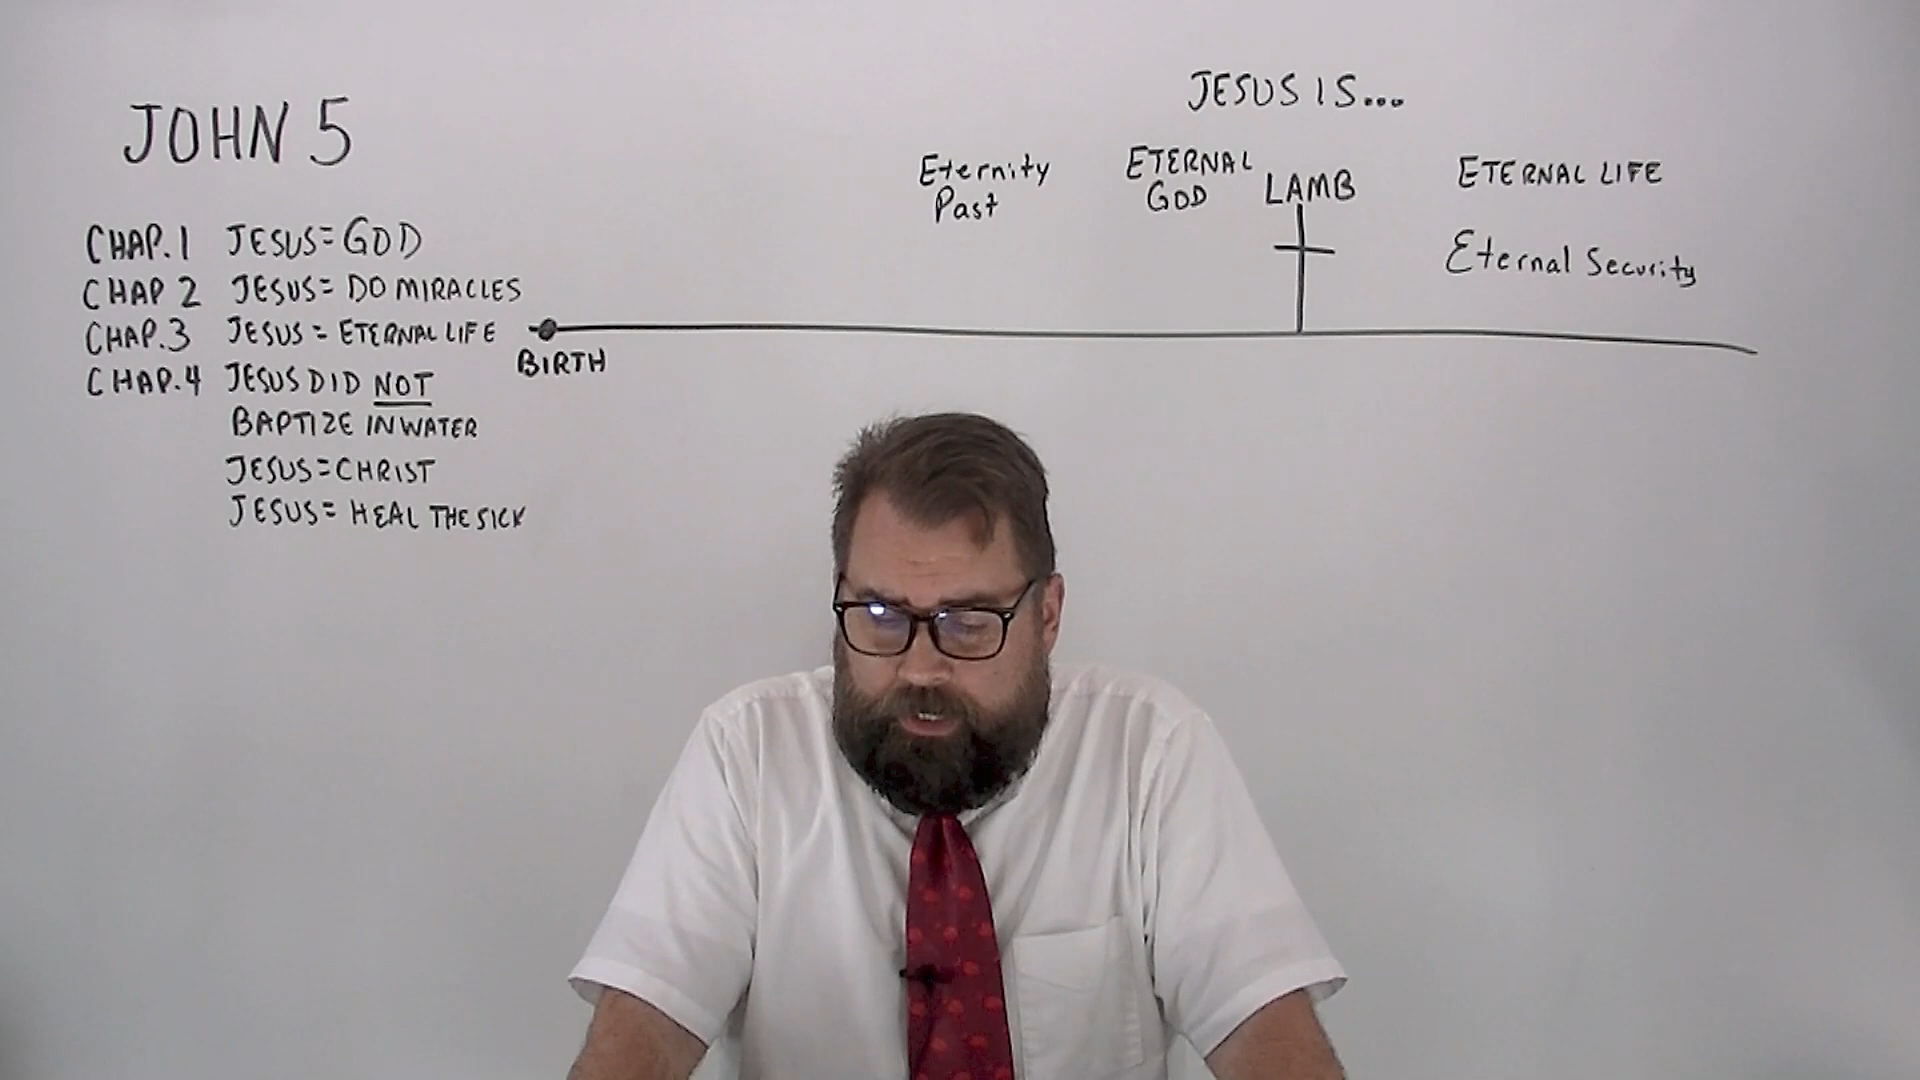 JOHN 5
CHAP.1 JESUS=GOD
CHAP 2 JESUS= DO MIRACLES
CHAP.3 JESUS = ETERNAL LIFE
CHAP.4 JESUS DID NOT
BAPTIZE IN WATER
JESUS=CHRIST
JESUS= HEAL THE SICK
BIRTH
JESUS IS...
Eternity
Past
ETERNAL
GOD
LAMB
ETERNAL LIFE
Eternal Security